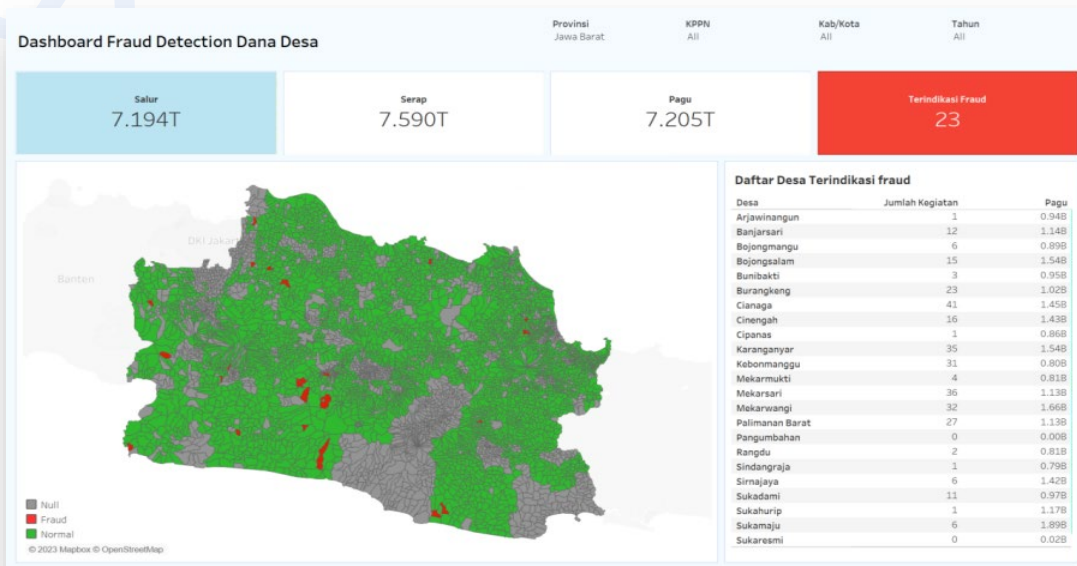 Dashboard Fraud Detection Dana Desa
Provinsi KPPN Kab/Kota Tahun
Jawa Barat All All All
Salur Serap Pagu Terindikasi Fraud
7.194T 7.590T 7.205T 23
DKI Jakar
Banten
Null
Fraud
Normal
© 2023 Mapbox © OpenStreetMap
Daftar Desa Terindikasi fraud
Desa Jumlah Kegiatan Pagu
Arjawinangun 1 0.94B
Banjarsari 12 1.14B
Bojongmangu 6 0.89B
Bojongsalam 15 1.54B
Bunibakti 3 0.95B
Burangkeng 23 1.02B
Cianaga 41 1.45B
Cinengah 16 1.43B
Cipanas 1 0.86B
Karanganyar 35 1.54B
Kebonmanggu 31 0.80B
Mekarmukti 4 0.81B
Mekarsari 36 1.13B
Mekarwangi 32 1.66B
Palimanan Barat 27 1.13B
Pangumbahan 0 0.00B
Rangdu 2 0.81B
Sindangraja 1 0.79B
Sirnajaya 6 1.42B
Sukadami 11 0.97B
Sukahurip 1 1.17B
Sukamaju 6 1.89B
Sukaresmi 0 0.02B